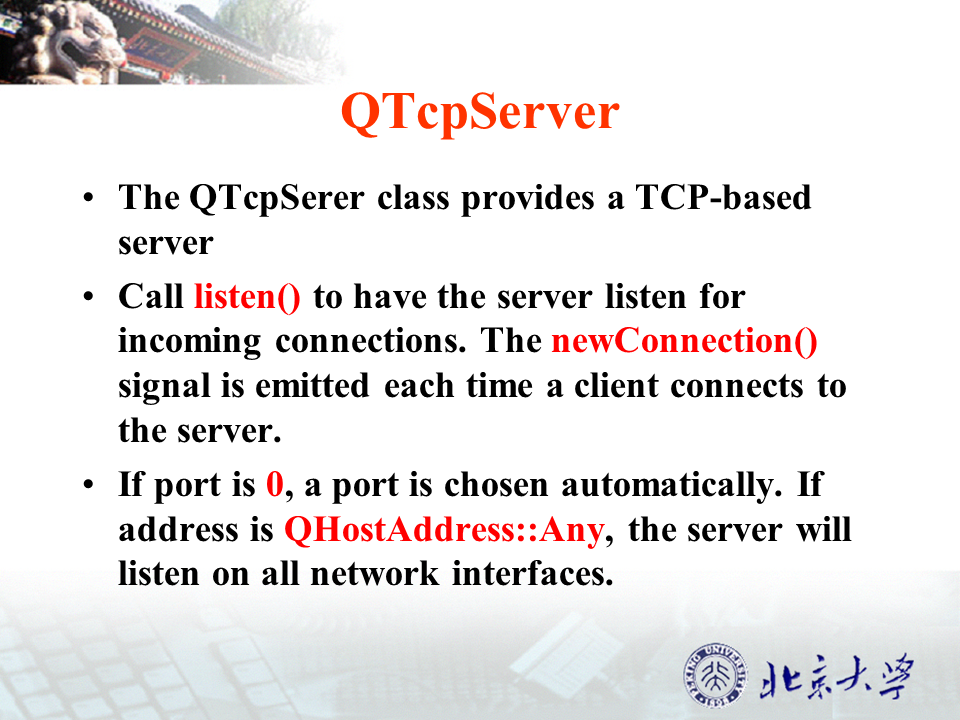 QTcpServer
• The QTcpSerer class provides a TCP-based
server
• Call listen() to have the server listen for
incoming connections. The newConnection()
signal is emitted each time a client connects to
the server.
• If port is 0, a port is chosen automatically. If
address is QHostAddress::Any, the server will
listen on all network interfaces.
PEKING UNIVERSITY
1898
北京大学